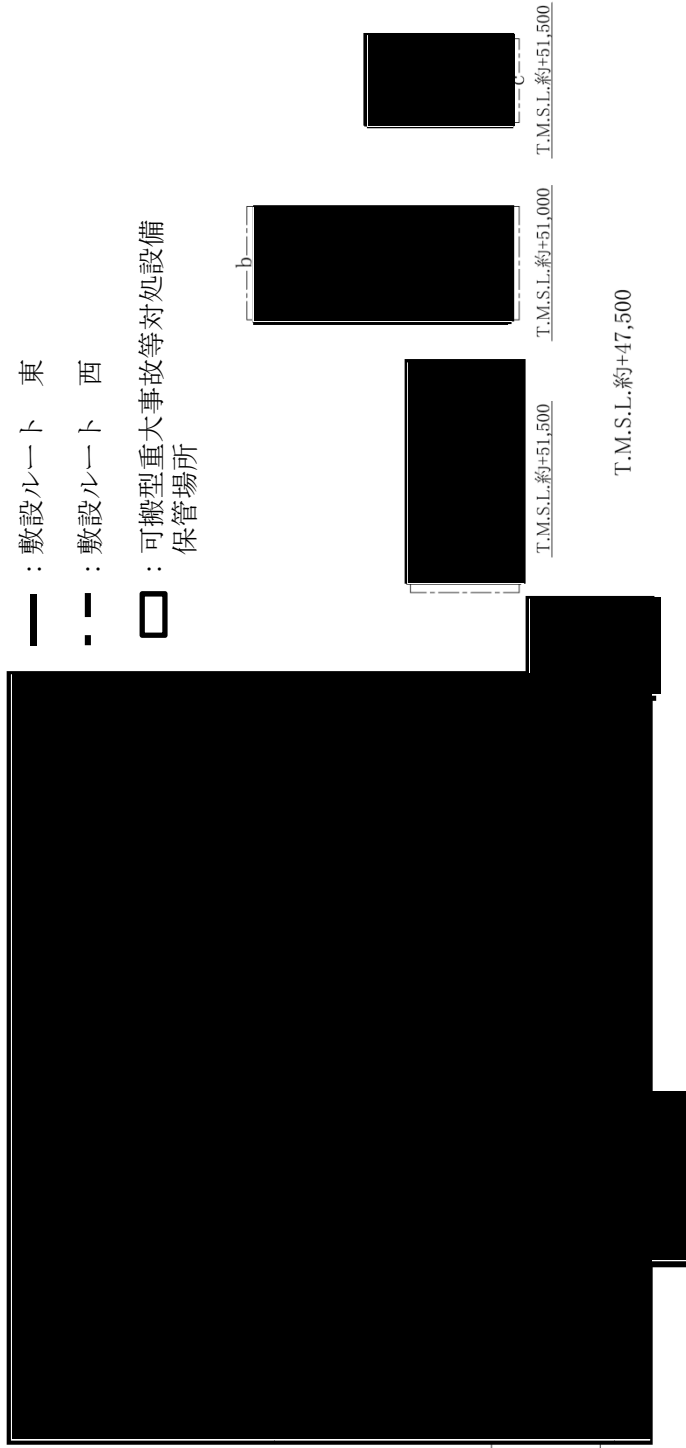 ：敷設ルート　東
：敷設ルート　西
：可搬型重大事故等対処設備
保管場所
b
c
T.M.S.L.約+51,500
T.M.S.L.約+51,000
T.M.S.L.約+51,500
T.M.S.L.約+47,500